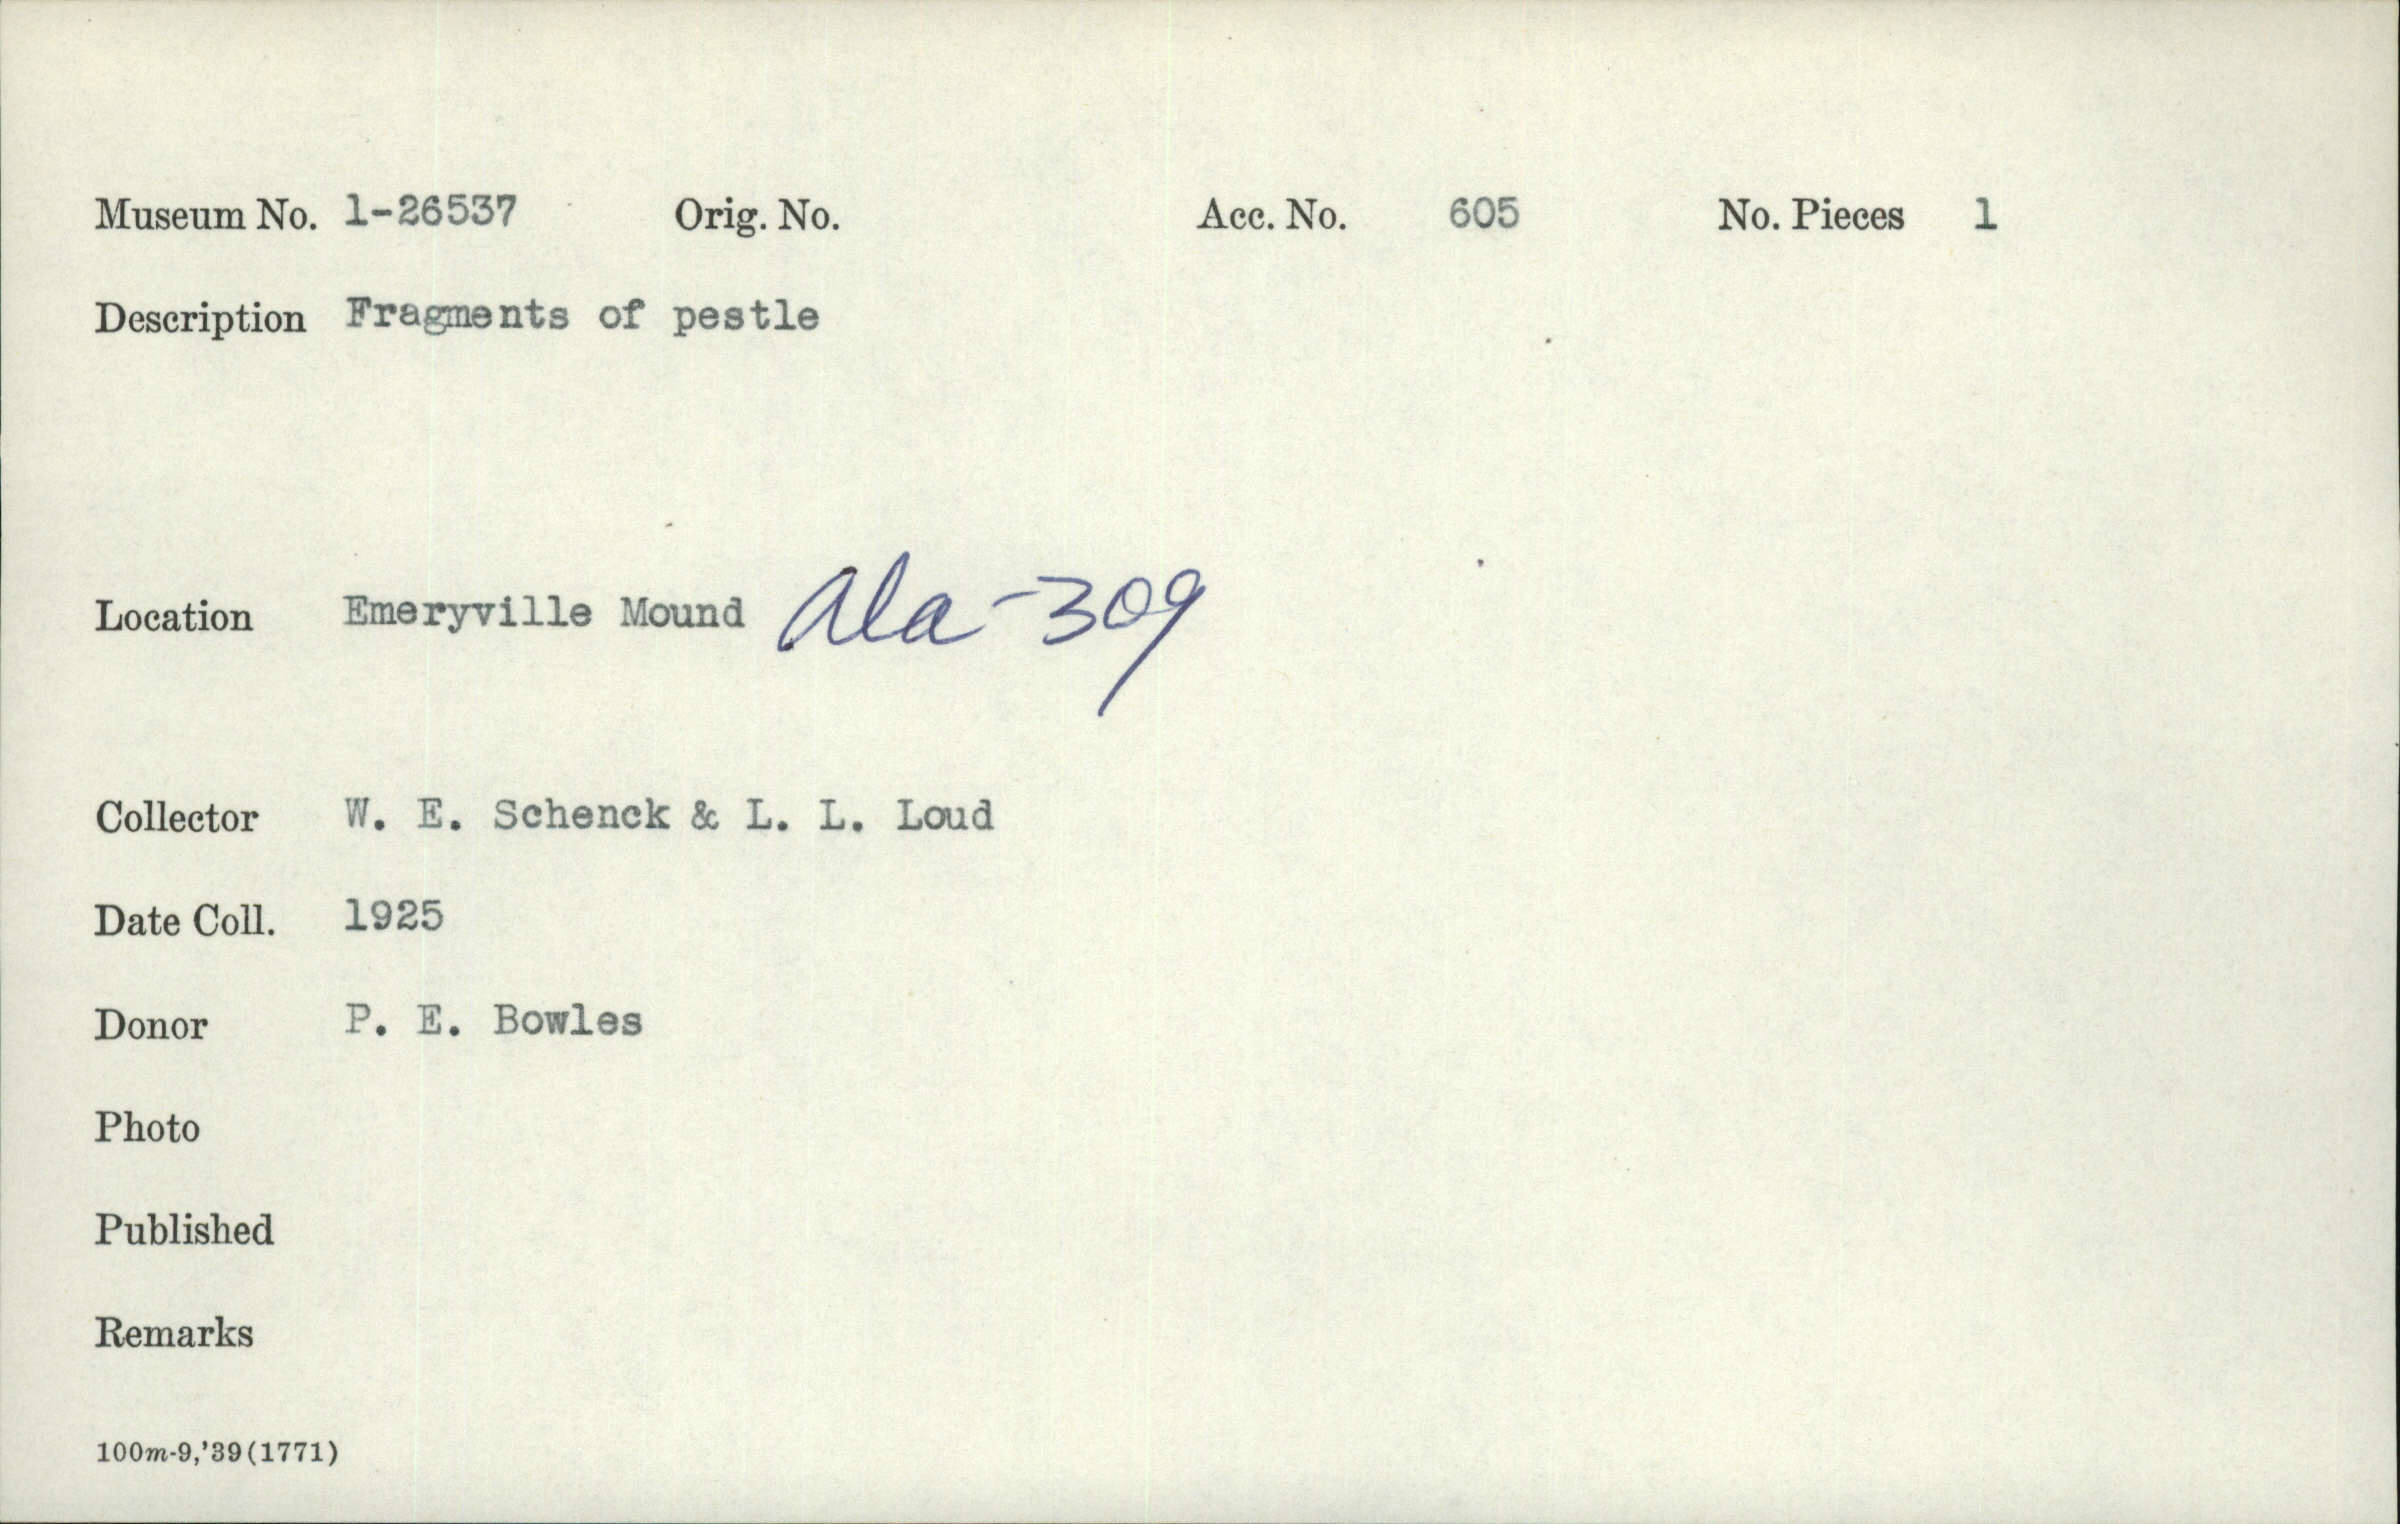 Museum No. 1-26537 Orig. No. Acc. No. 605 No. Pieces 1
Description Fragments of pestle
Location Emeryville Mound Ala-309
Collector W. E. Schenck & L. L. Loud
Date Coll. 1925
Donor P. E. Bowles
Photo
Published
Remarks
100m-9,'39(1771)